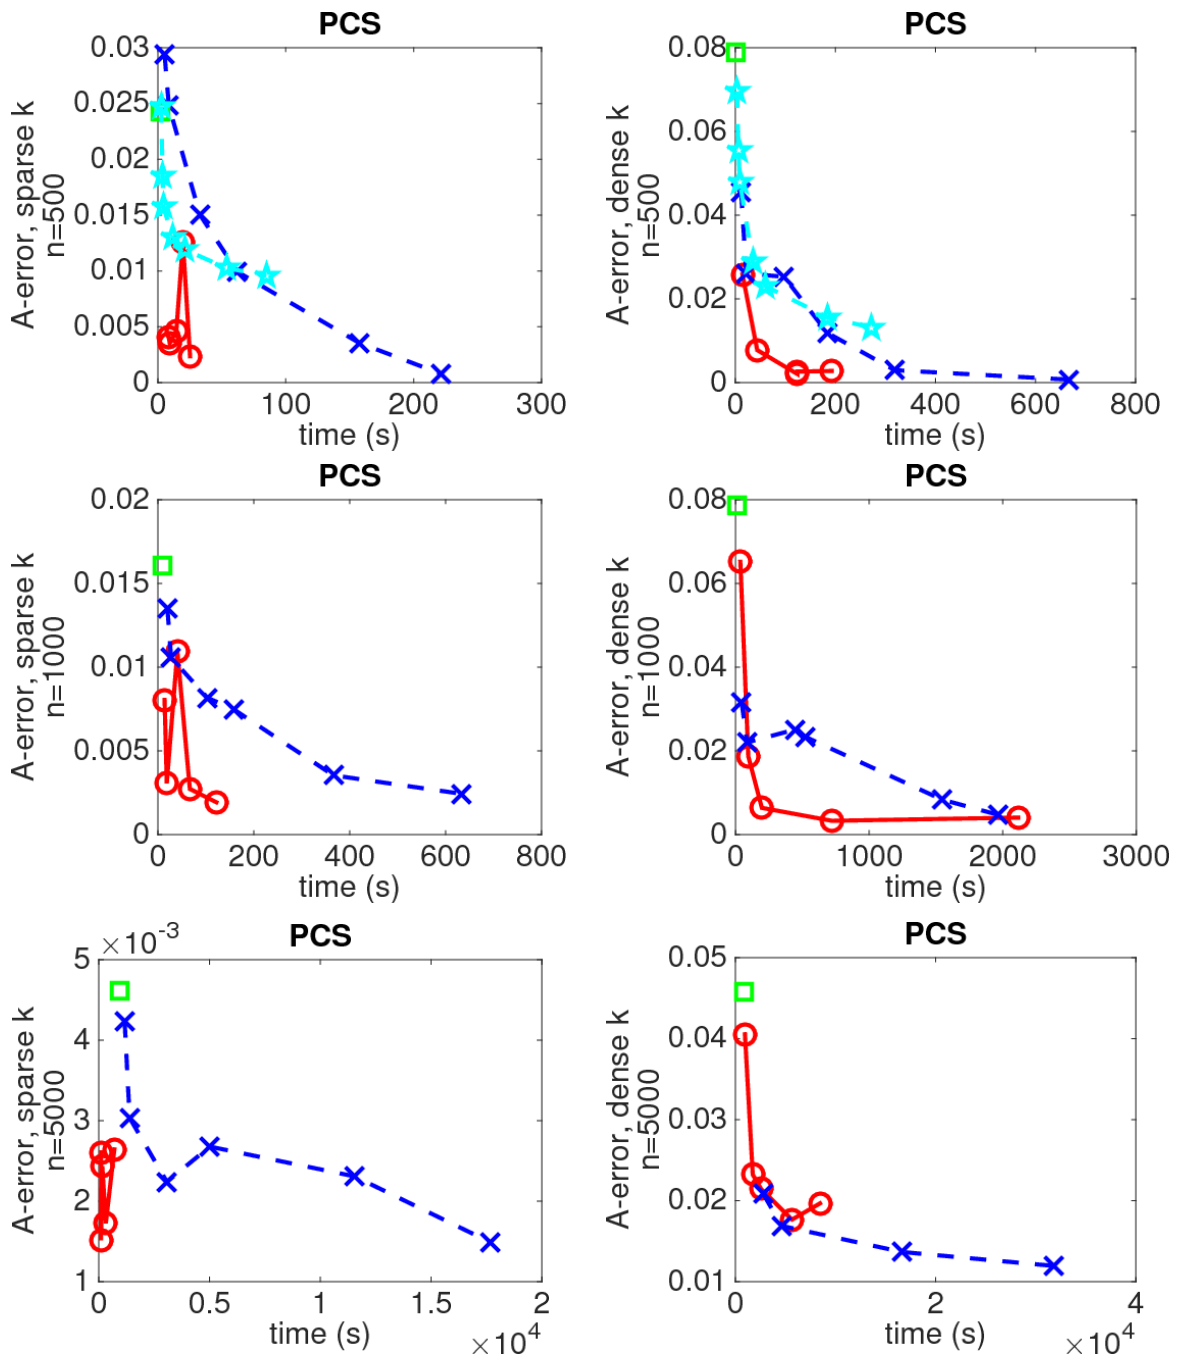 PCS
A-error, sparse k
n=500
0.03
0.025
0.02
0.015
0.01
0.005
0
0 100 200 300
time (s)
PCS
A-error, dense k
n=500
0.08
0.06
0.04
0.02
0
0 200 400 600 800
time (s)
PCS
A-error, sparse k
n=1000
0.02
0.015
0.01
0.005
0
0 200 400 600 800
time (s)
PCS
A-error, dense k
n=1000
0.08
0.06
0.04
0.02
0
0 1000 2000 3000
time (s)
PCS
×10^-3
A-error, sparse k
n=5000
5
4
3
2
1
0 0.5 1 1.5 2
time (s)
×10^4
PCS
A-error, dense k
n=5000
0.05
0.04
0.03
0.02
0.01
0 2 4
time (s)
×10^4